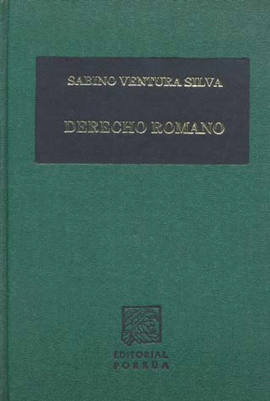 SABINO VENTURA SILVA
DERECHO ROMANO
EDITORIAL
PORRÚA